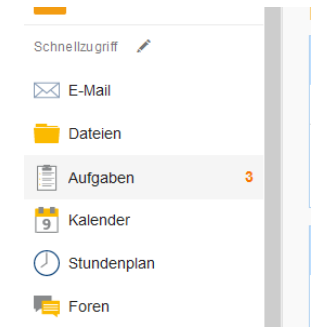 Schnellzugriff
E-Mail
Dateien
Aufgaben 3
9 Kalender
Stundenplan
Foren